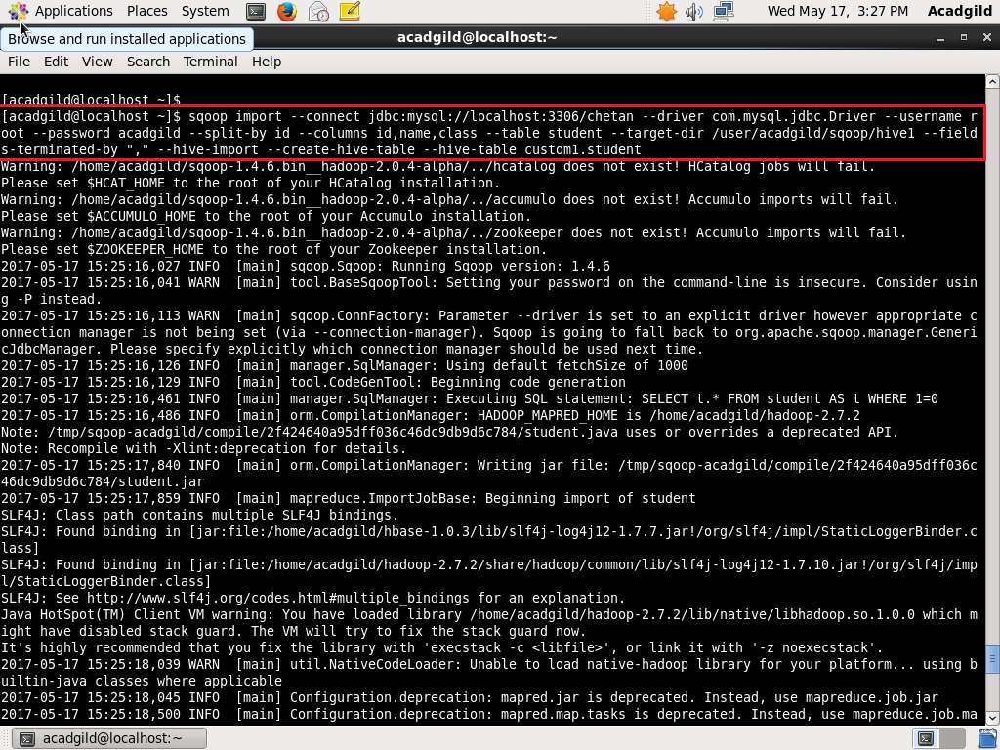 Applications Places System Wed May 17, 3:27 PM Acadgild
Browse and run installed applications
acadgild@localhost:~
File Edit View Search Terminal Help
[acadgild@localhost ~]$
[acadgild@localhost ~]$ sqoop import --connect jdbc:mysql://localhost:3306/chetan --driver com.mysql.jdbc.Driver --username r
oot --password acadgild --split-by id --columns id,name,class --table student --target-dir /user/acadgild/sqoop/hive1 --field
s-terminated-by "," --hive-import --create-hive-table --hive-table custom1.student
Warning: /home/acadgild/sqoop-1.4.6.bin__hadoop-2.0.4-alpha/../hcatalog does not exist! HCatalog jobs will fail.
Please set $HCAT_HOME to the root of your HCatalog installation.
Warning: /home/acadgild/sqoop-1.4.6.bin__hadoop-2.0.4-alpha/../accumulo does not exist! Accumulo imports will fail.
Please set $ACCUMULO_HOME to the root of your Accumulo installation.
Warning: /home/acadgild/sqoop-1.4.6.bin__hadoop-2.0.4-alpha/../zookeeper does not exist! Accumulo imports will fail.
Please set $ZOOKEEPER_HOME to the root of your Zookeeper installation.
2017-05-17 15:25:16,027 INFO  [main] sqoop.Sqoop: Running Sqoop version: 1.4.6
2017-05-17 15:25:16,041 WARN  [main] tool.BaseSqoopTool: Setting your password on the command-line is insecure. Consider usin
g -P instead.
2017-05-17 15:25:16,113 WARN  [main] sqoop.ConnFactory: Parameter --driver is set to an explicit driver however appropriate c
onnection manager is not being set (via --connection-manager). Sqoop is going to fall back to org.apache.sqoop.manager.Generi
cJdbcManager. Please specify explicitly which connection manager should be used next time.
2017-05-17 15:25:16,126 INFO  [main] manager.SqlManager: Using default fetchSize of 1000
2017-05-17 15:25:16,129 INFO  [main] tool.CodeGenTool: Beginning code generation
2017-05-17 15:25:16,461 INFO  [main] manager.SqlManager: Executing SQL statement: SELECT t.* FROM student AS t WHERE 1=0
2017-05-17 15:25:16,486 INFO  [main] orm.CompilationManager: HADOOP_MAPRED_HOME is /home/acadgild/hadoop-2.7.2
Note: /tmp/sqoop-acadgild/compile/2f424640a95dff036c46dc9db9d6c784/student.java uses or overrides a deprecated API.
Note: Recompile with -Xlint:deprecation for details.
2017-05-17 15:25:17,840 INFO  [main] orm.CompilationManager: Writing jar file: /tmp/sqoop-acadgild/compile/2f424640a95dff036c
46dc9db9d6c784/student.jar
2017-05-17 15:25:17,859 INFO  [main] mapreduce.ImportJobBase: Beginning import of student
SLF4J: Class path contains multiple SLF4J bindings.
SLF4J: Found binding in [jar:file:/home/acadgild/hbase-1.0.3/lib/slf4j-log4j12-1.7.7.jar!/org/slf4j/impl/StaticLoggerBinder.c
lass]
SLF4J: Found binding in [jar:file:/home/acadgild/hadoop-2.7.2/share/hadoop/common/lib/slf4j-log4j12-1.7.10.jar!/org/slf4j/imp
l/StaticLoggerBinder.class]
SLF4J: See http://www.slf4j.org/codes.html#multiple_bindings for an explanation.
Java HotSpot(TM) Client VM warning: You have loaded library /home/acadgild/hadoop-2.7.2/lib/native/libhadoop.so.1.0.0 which m
ight have disabled stack guard. The VM will try to fix the stack guard now.
It's highly recommended that you fix the library with 'execstack -c <libfile>', or link it with '-z noexecstack'.
2017-05-17 15:25:18,039 WARN  [main] util.NativeCodeLoader: Unable to load native-hadoop library for your platform... using b
uiltin-java classes where applicable
2017-05-17 15:25:18,045 INFO  [main] Configuration.deprecation: mapred.jar is deprecated. Instead, use mapreduce.job.jar
2017-05-17 15:25:18,500 INFO  [main] Configuration.deprecation: mapred.map.tasks is deprecated. Instead, use mapreduce.job.ma
acadgild@localhost:~